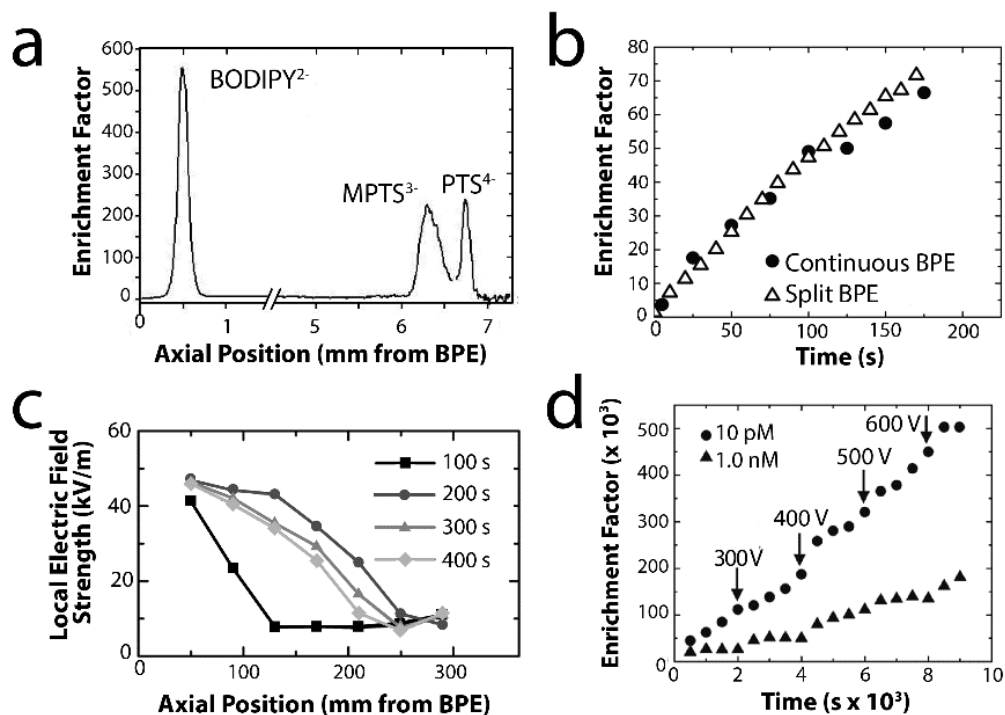 a
600
500
400
300
200
100
0
Enrichment Factor
BODIPY2-
MPTS3-
PTS4-
0 1 5 6 7
Axial Position (mm from BPE)
b
80
70
60
50
40
30
20
10
0
Enrichment Factor
Continuous BPE
Split BPE
0 50 100 150 200
Time (s)
c
60
40
20
0
Local Electric Field
Strength (kV/m)
100 s
200 s
300 s
400 s
0 100 200 300
Axial Position (mm from BPE)
d
500
400
300
200
100
0
Enrichment Factor (x 10³)
10 pM
1.0 nM
300 V
400 V
500 V
600 V
0 2 4 6 8 10
Time (s x 10³)